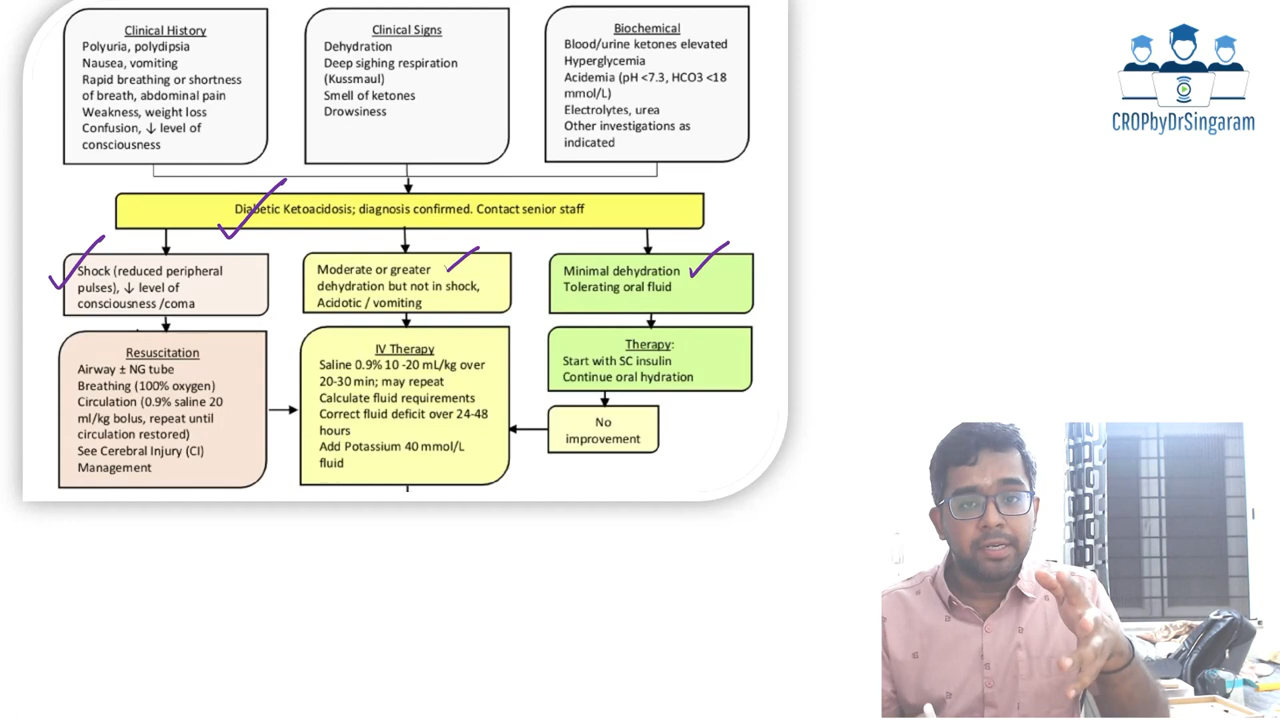 Clinical History
Polyuria, polydipsia
Nausea, vomiting
Rapid breathing or shortness
of breath, abdominal pain
Weakness, weight loss
Confusion, ↓ level of
consciousness
Clinical Signs
Dehydration
Deep sighing respiration
(Kussmaul)
Smell of ketones
Drowsiness
Biochemical
Blood/urine ketones elevated
Hyperglycemia
Acidemia (pH <7.3, HCO3 <18
mmol/L)
Electrolytes, urea
Other investigations as
indicated
CROPbyDrSingaram
Diabetic Ketoacidosis; diagnosis confirmed. Contact senior staff
Shock (reduced peripheral
pulses), ↓ level of
consciousness /coma
Moderate or greater
dehydration but not in shock,
Acidotic / vomiting
Minimal dehydration
Tolerating oral fluid
Resuscitation
Airway ± NG tube
Breathing (100% oxygen)
Circulation (0.9% saline 20
ml/kg bolus, repeat until
circulation restored)
See Cerebral Injury (CI)
Management
IV Therapy
Saline 0.9% 10 -20 mL/kg over
20-30 min; may repeat
Calculate fluid requirements
Correct fluid deficit over 24-48
hours
Add Potassium 40 mmol/L
fluid
Therapy:
Start with SC insulin
Continue oral hydration
No
improvement